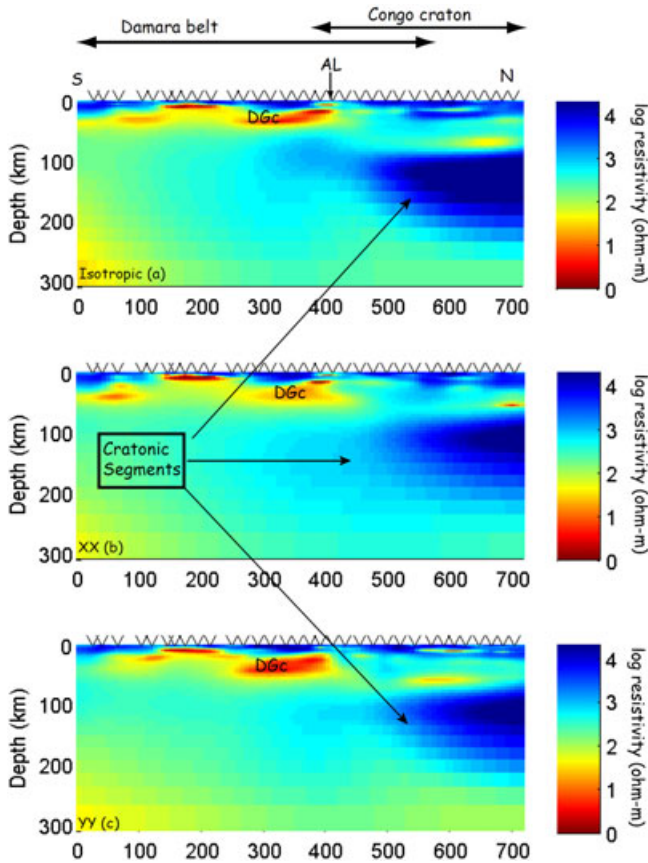 Congo craton
Damara belt
S
AL
N
0
100
200
300
Depth (km)
DGc
Isotropic (a)
0 100 200 300 400 500 600 700
4
3
2
1
0
log resistivity (ohm-m)
0
100
200
300
Depth (km)
DGc
Cratonic
Segments
XX (b)
0 100 200 300 400 500 600 700
4
3
2
1
0
log resistivity (ohm-m)
0
100
200
300
Depth (km)
DGc
YY (c)
0 100 200 300 400 500 600 700
4
3
2
1
0
log resistivity (ohm-m)